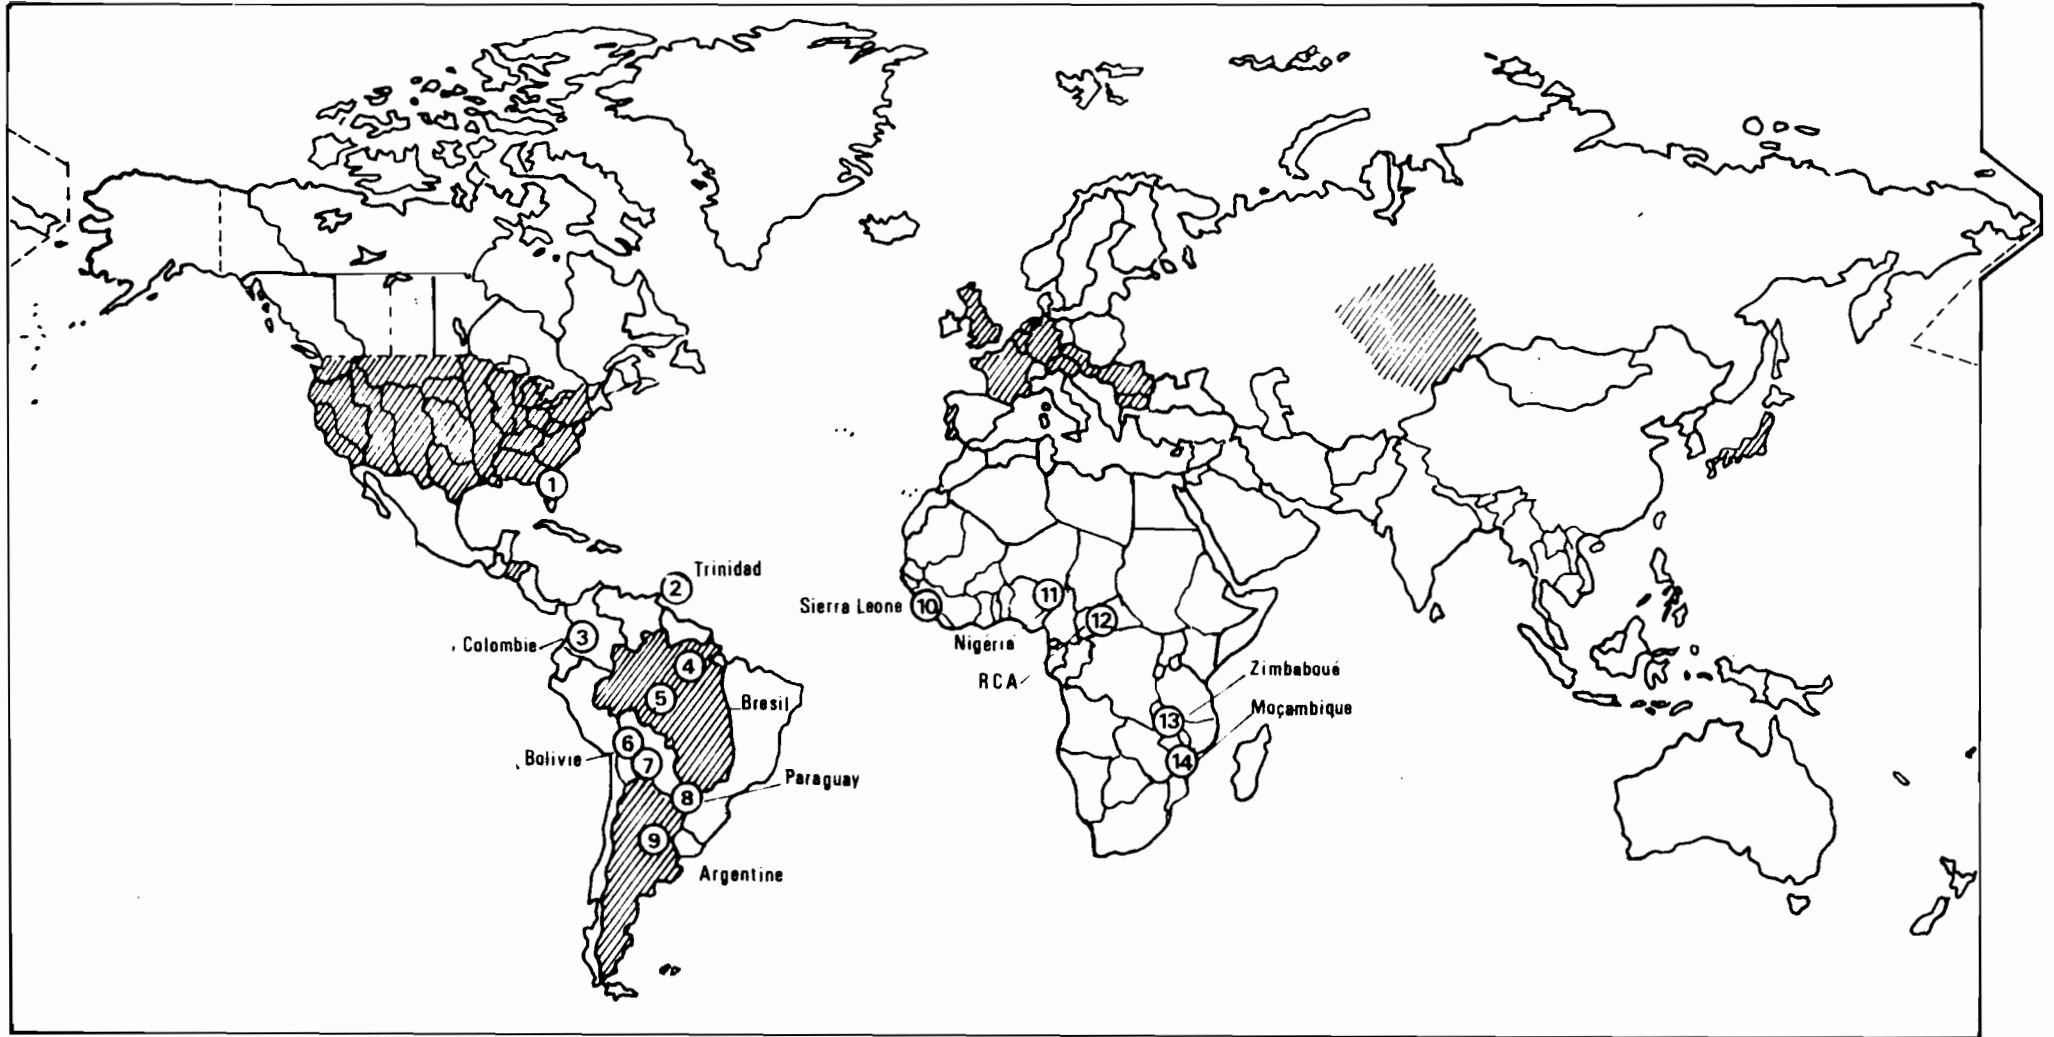 1
2 Trinidad
Sierra Leone 10
11
12
Colombie 3
Nigéria
4
Zimbaboué
RCA
5
Bresil
Moçambique
13
6
Bolivie
7
14
Paraguay
8
9
Argentine